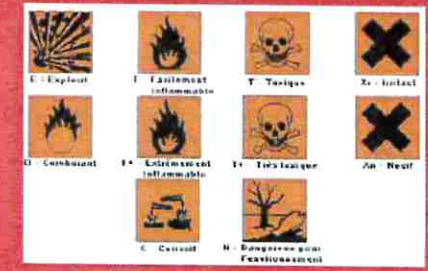 E - Explosif
F - Facilement
inflammable
T - Toxique
Xi - Irritant
O - Comburant
F+ - Extrêmement
inflammable
T+ - Très toxique
Xn - Nocif
C - Corrosif
N - Dangereux pour
l'environnement